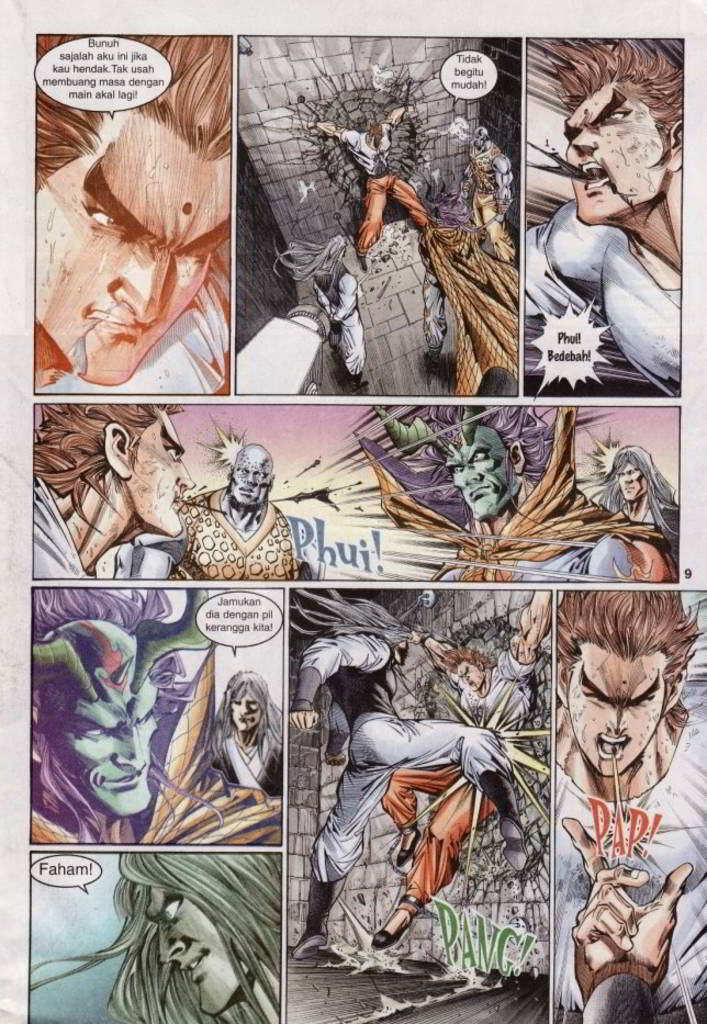 Bunuh
sajalah aku ini jika
kau hendak.Tak usah
membuang masa dengan
main akal lagi!
Tidak
begitu
mudah!
Phui!
Bedebah!
Phui!
9
Jamukan
dia dengan pil
kerangga kita!
Faham!
PANG!
PAP!